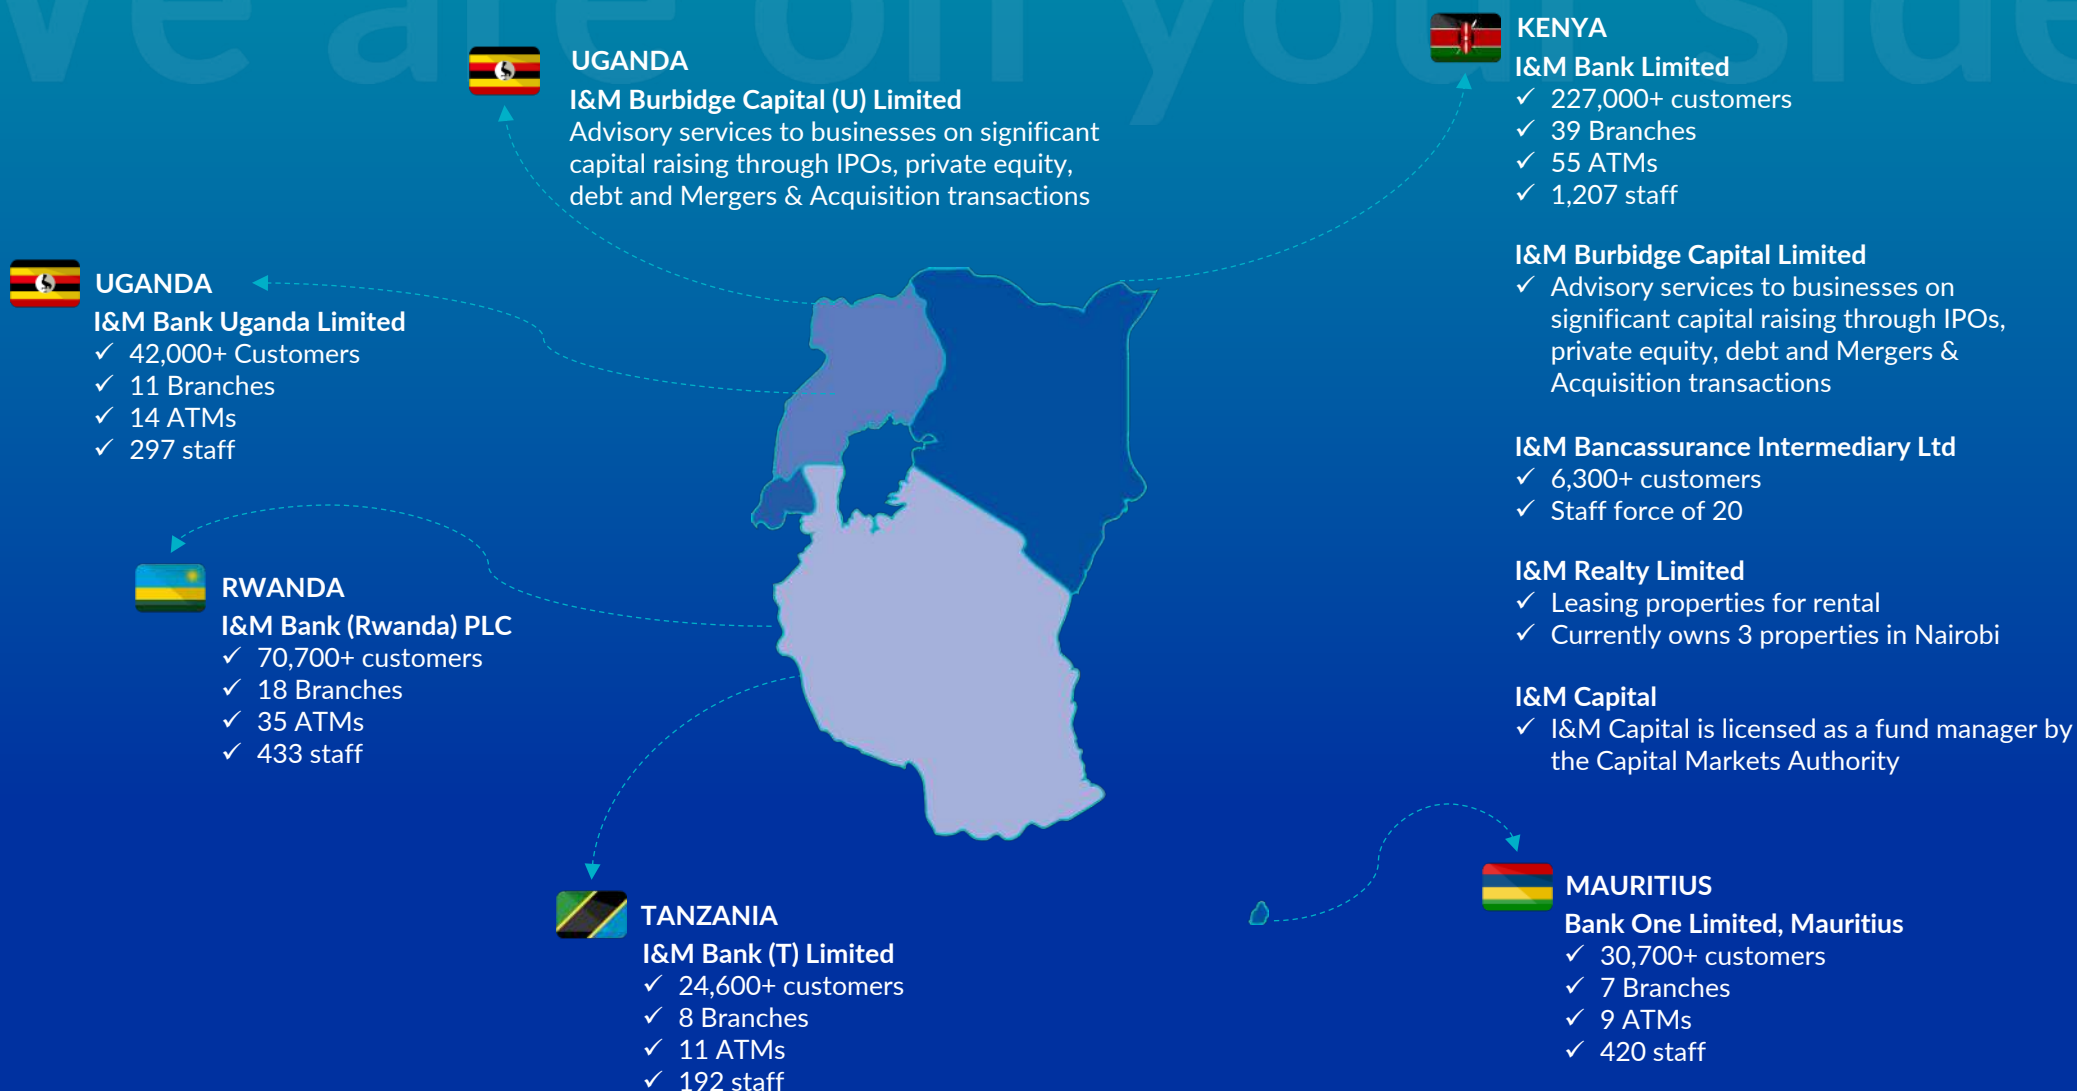 We are on your side
UGANDA
I&M Burbidge Capital (U) Limited
Advisory services to businesses on significant
capital raising through IPOs, private equity,
debt and Mergers & Acquisition transactions
KENYA
I&M Bank Limited
✓ 227,000+ customers
✓ 39 Branches
✓ 55 ATMs
✓ 1,207 staff
I&M Burbidge Capital Limited
✓ Advisory services to businesses on
significant capital raising through IPOs,
private equity, debt and Mergers &
Acquisition transactions
I&M Bancassurance Intermediary Ltd
✓ 6,300+ customers
✓ Staff force of 20
I&M Realty Limited
✓ Leasing properties for rental
✓ Currently owns 3 properties in Nairobi
I&M Capital
✓ I&M Capital is licensed as a fund manager by
the Capital Markets Authority
UGANDA
I&M Bank Uganda Limited
✓ 42,000+ Customers
✓ 11 Branches
✓ 14 ATMs
✓ 297 staff
RWANDA
I&M Bank (Rwanda) PLC
✓ 70,700+ customers
✓ 18 Branches
✓ 35 ATMs
✓ 433 staff
TANZANIA
I&M Bank (T) Limited
✓ 24,600+ customers
✓ 8 Branches
✓ 11 ATMs
✓ 192 staff
MAURITIUS
Bank One Limited, Mauritius
✓ 30,700+ customers
✓ 7 Branches
✓ 9 ATMs
✓ 420 staff